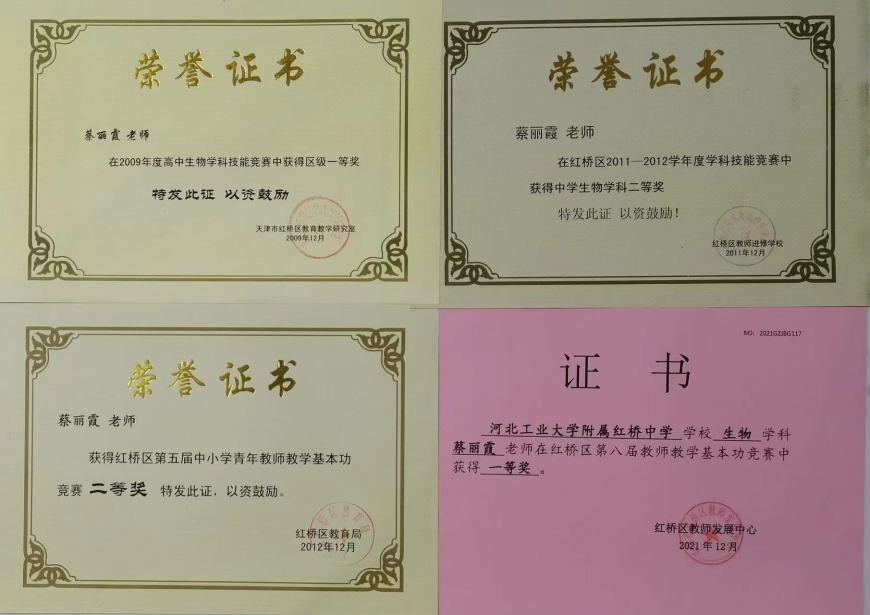 荣誉证书
蔡丽霞 老师
在2009年度高中生物学科技能竞赛中获得区级一等奖
特发此证 以资鼓励
天津市红桥区教育教学研究室
2009年12月
荣誉证书
蔡丽霞 老师
在红桥区2011—2012学年度学科技能竞赛中
获得中学生物学科二等奖
特发此证 以资鼓励！
红桥区教师进修学校
2011年12月
荣誉证书
蔡丽霞 老师
获得红桥区第五届中小学青年教师教学基本功
竞赛 二等奖 特发此证，以资鼓励。
红桥区教育局
2012年12月
NO: 2021GZJBG117
证 书
河北工业大学附属红桥中学 学校 生物 学科
蔡丽霞 老师在红桥区第八届教师教学基本功竞赛中
获得 一等奖 。
红桥区教师发展中心
2021年12月